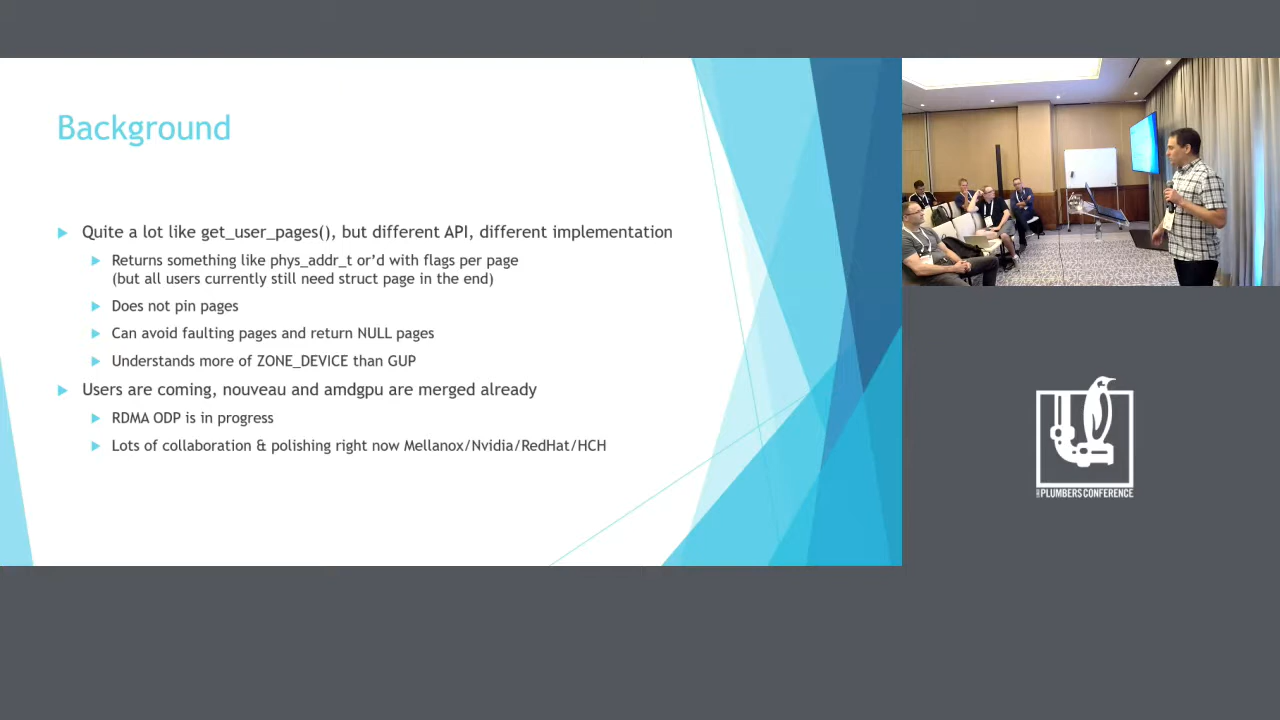 Background
Quite a lot like get_user_pages(), but different API, different implementation
Returns something like phys_addr_t or’d with flags per page
(but all users currently still need struct page in the end)
Does not pin pages
Can avoid faulting pages and return NULL pages
Understands more of ZONE_DEVICE than GUP
Users are coming, nouveau and amdgpu are merged already
RDMA ODP is in progress
Lots of collaboration & polishing right now Mellanox/Nvidia/RedHat/HCH
PLUMBERS CONFERENCE